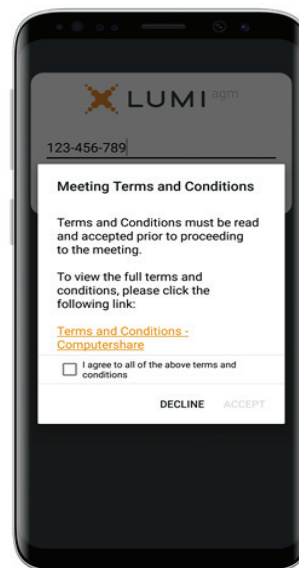 LUMI agm
123-456-789
Meeting Terms and Conditions
Terms and Conditions must be read
and accepted prior to proceeding
to the meeting.
To view the full terms and
conditions, please click the
following link:
Terms and Conditions -
Computershare
I agree to all of the above terms and
conditions
DECLINE ACCEPT